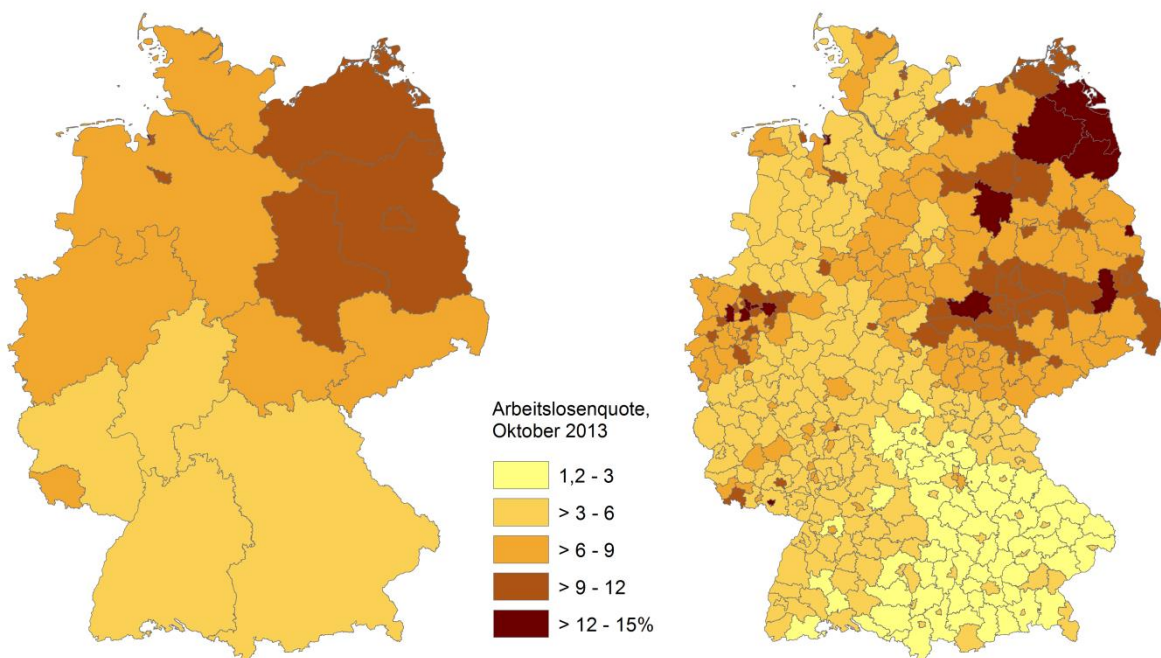 Arbeitslosenquote,
Oktober 2013
1,2 - 3
> 3 - 6
> 6 - 9
> 9 - 12
> 12 - 15%